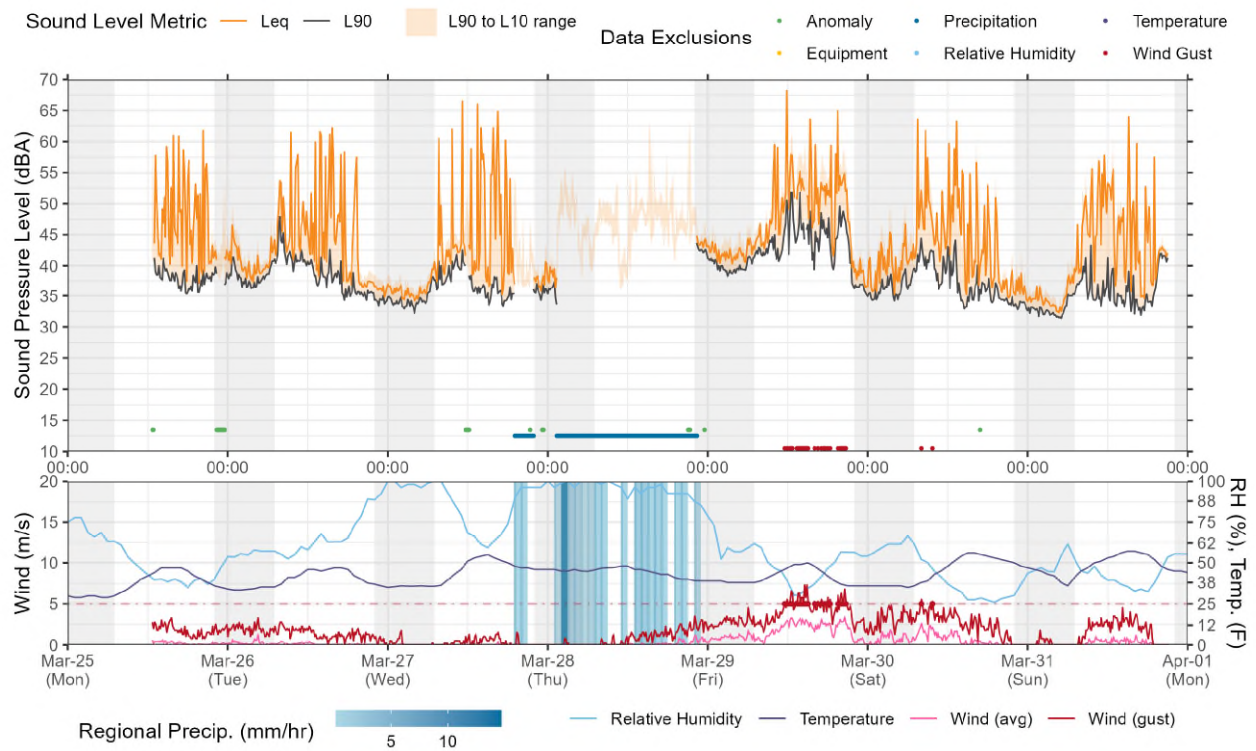 Sound Level Metric Leq L90 L90 to L10 range
Data Exclusions
Anomaly Precipitation Temperature
Equipment Relative Humidity Wind Gust
Sound Pressure Level (dBA)
70
65
60
55
50
45
40
35
30
25
20
15
10
00:00 00:00 00:00 00:00 00:00 00:00 00:00 00:00
Wind (m/s)
20
15
10
5
0
RH (%), Temp. (F)
100
88
75
62
50
38
25
12
0
Mar-25 Mar-26 Mar-27 Mar-28 Mar-29 Mar-30 Mar-31 Apr-01
(Mon) (Tue) (Wed) (Thu) (Fri) (Sat) (Sun) (Mon)
Regional Precip. (mm/hr)
5 10
Relative Humidity Temperature Wind (avg) Wind (gust)